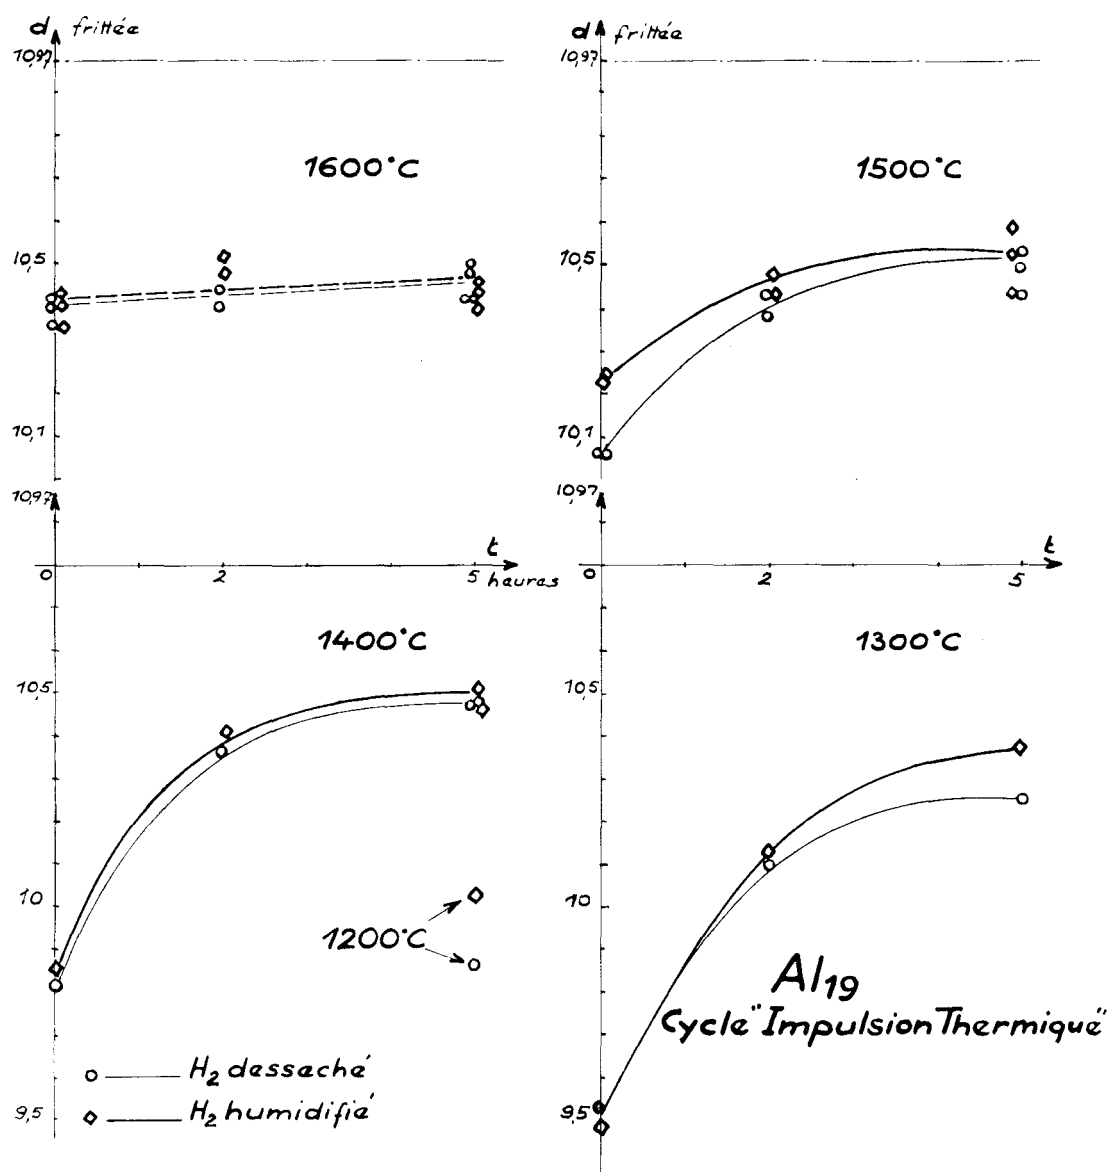 d frittée
10,97
1600°C
10,5
10,1
d frittée
10,97
1500°C
10,5
10,1
10,97
t
0 2 5 heures
1400°C
10,5
10
1200°C
9,5
H2 desséché
H2 humidifié
10,97
t
0 2 5
1300°C
10,5
10
9,5
Al19
Cycle "Impulsion Thermique"